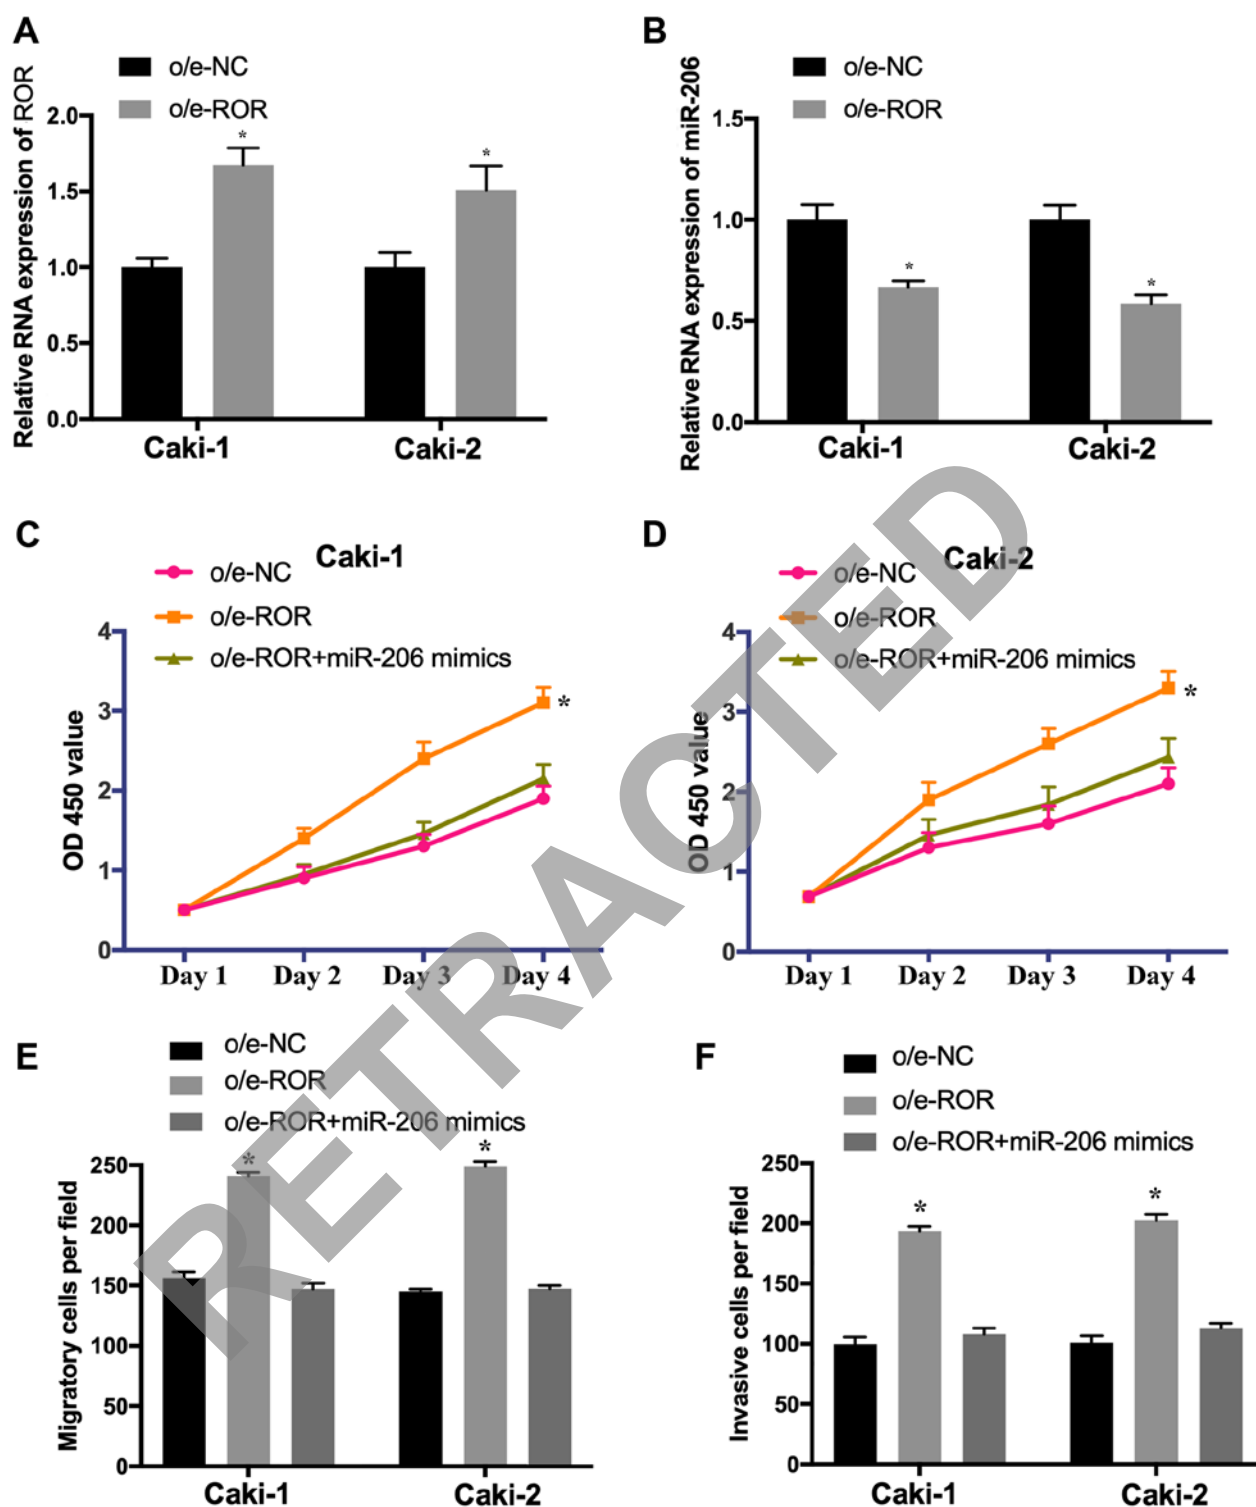 A
o/e-NC
o/e-ROR
Relative RNA expression of ROR
2.0
1.5
1.0
0.5
0.0
*
*
Caki-1
Caki-2
B
o/e-NC
o/e-ROR
Relative RNA expression of miR-206
1.5
1.0
0.5
0.0
*
*
Caki-1
Caki-2
C
Caki-1
o/e-NC
o/e-ROR
o/e-ROR+miR-206 mimics
OD 450 value
4
3
2
1
0
*
Day 1
Day 2
Day 3
Day 4
D
Caki-2
o/e-NC
o/e-ROR
o/e-ROR+miR-206 mimics
OD 450 value
4
3
2
1
0
*
Day 1
Day 2
Day 3
Day 4
E
o/e-NC
o/e-ROR
o/e-ROR+miR-206 mimics
Migratory cells per field
250
200
150
100
50
0
*
*
Caki-1
Caki-2
F
o/e-NC
o/e-ROR
o/e-ROR+miR-206 mimics
Invasive cells per field
250
200
150
100
50
0
*
*
Caki-1
Caki-2
RETRACTED